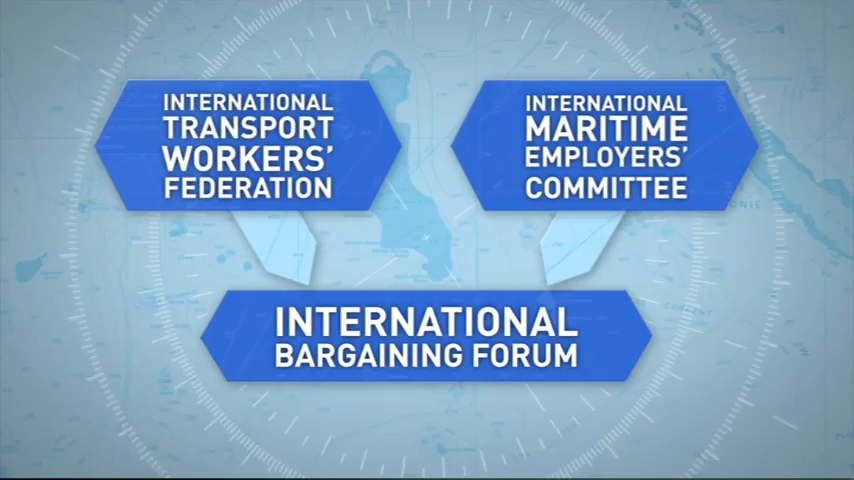 INTERNATIONAL
TRANSPORT
WORKERS'
FEDERATION
INTERNATIONAL
MARITIME
EMPLOYERS'
COMMITTEE
INTERNATIONAL
BARGAINING FORUM